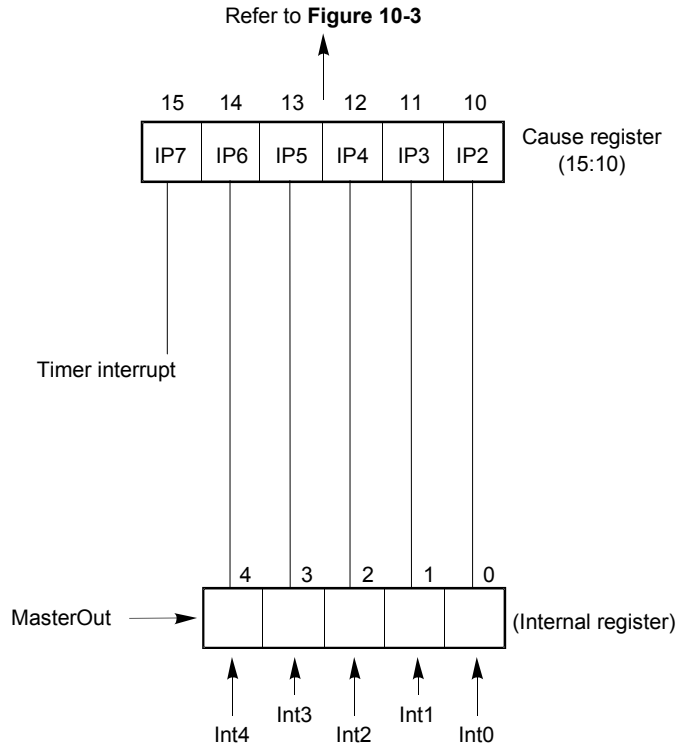 Refer to Figure 10-3
15 14 13 12 11 10
IP7 IP6 IP5 IP4 IP3 IP2
Cause register
(15:10)
Timer interrupt
4 3 2 1 0
MasterOut
(Internal register)
Int4 Int3 Int2 Int1 Int0